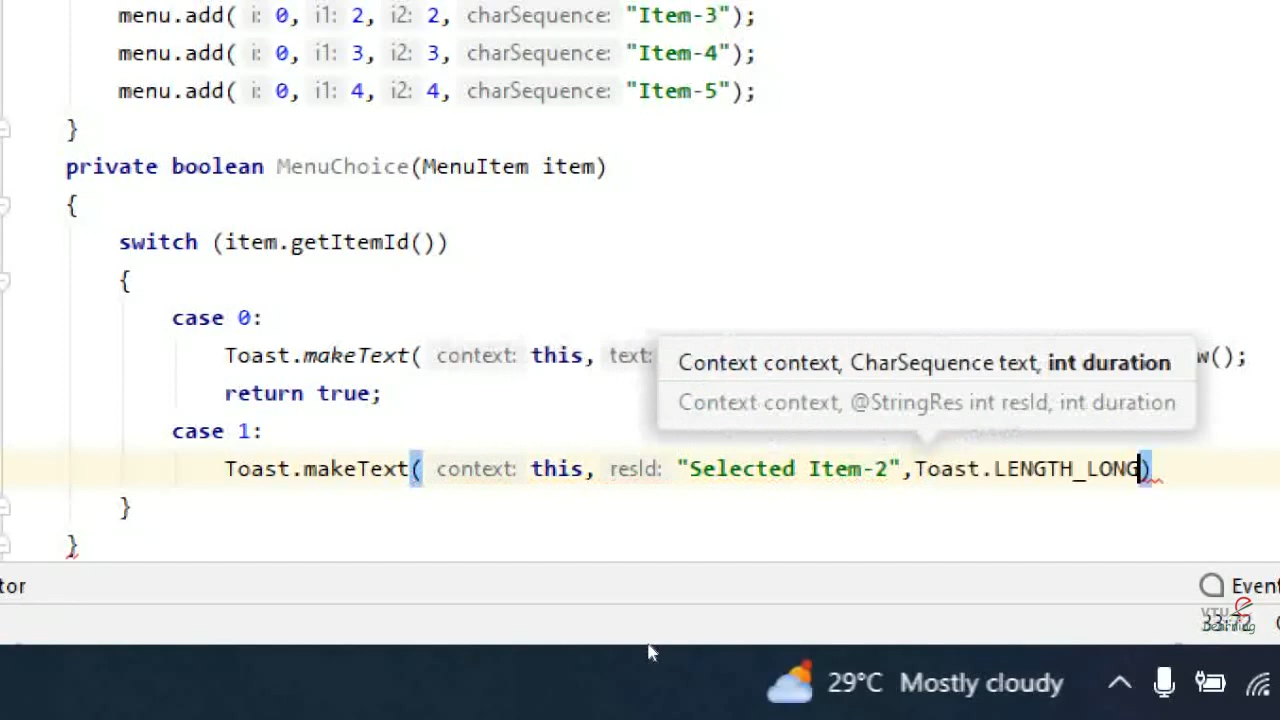 menu.add( i: 0, i1: 2, i2: 2, charSequence: "Item-3");
menu.add( i: 0, i1: 3, i2: 3, charSequence: "Item-4");
menu.add( i: 0, i1: 4, i2: 4, charSequence: "Item-5");
}
private boolean MenuChoice(MenuItem item)
{
switch (item.getItemId())
{
case 0:
Toast.makeText( context: this, text: w();
Context context, CharSequence text, int duration
Context context, @StringRes int resId, int duration
return true;
case 1:
Toast.makeText( context: this, resId: "Selected Item-2",Toast.LENGTH_LONG)
}
}
tor
Event
33:72
VTU
Learning
29°C Mostly cloudy